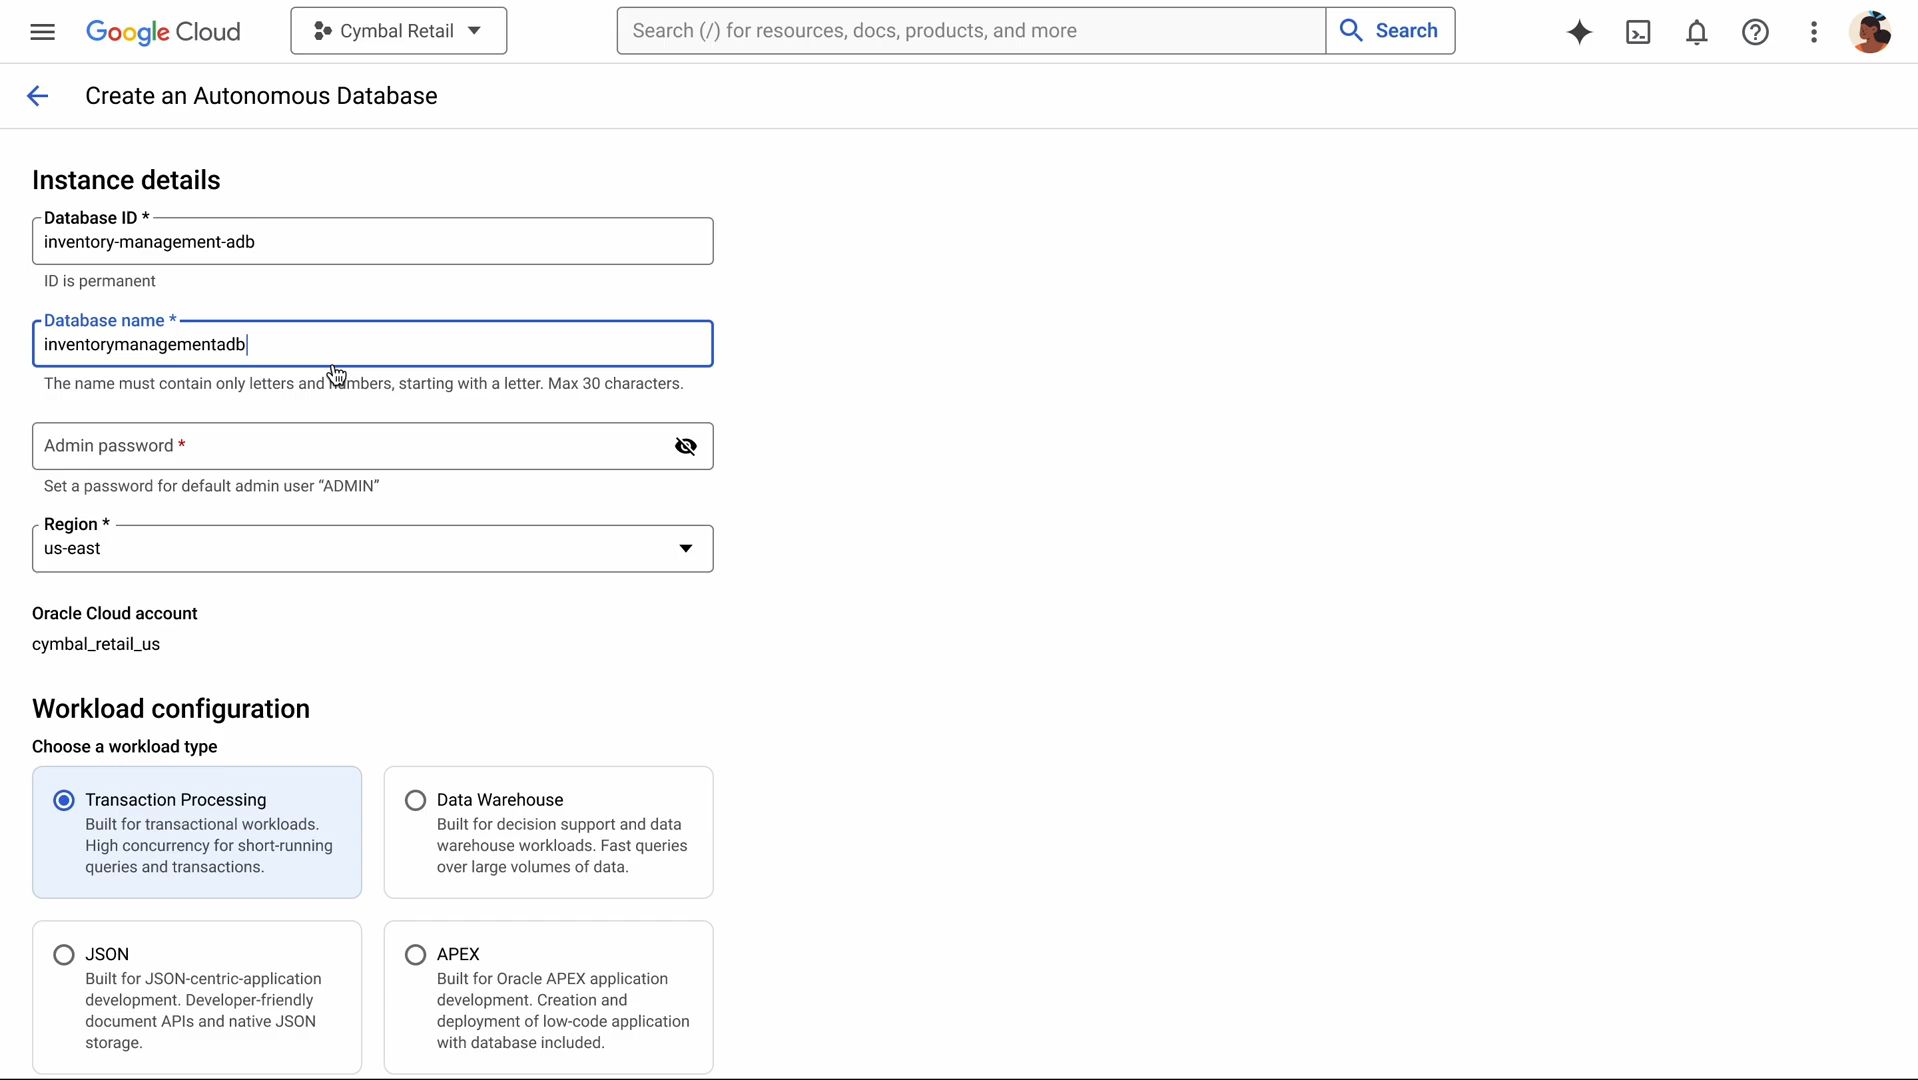 Google Cloud
Cymbal Retail
Search (/) for resources, docs, products, and more
Search
Create an Autonomous Database
Instance details
Database ID *
inventory-management-adb
ID is permanent
Database name *
inventorymanagementadb
The name must contain only letters and numbers, starting with a letter. Max 30 characters.
Admin password *
Set a password for default admin user “ADMIN”
Region *
us-east
Oracle Cloud account
cymbal_retail_us
Workload configuration
Choose a workload type
Transaction Processing
Built for transactional workloads.
High concurrency for short-running
queries and transactions.
Data Warehouse
Built for decision support and data
warehouse workloads. Fast queries
over large volumes of data.
JSON
Built for JSON-centric-application
development. Developer-friendly
document APIs and native JSON
storage.
APEX
Built for Oracle APEX application
development. Creation and
deployment of low-code application
with database included.